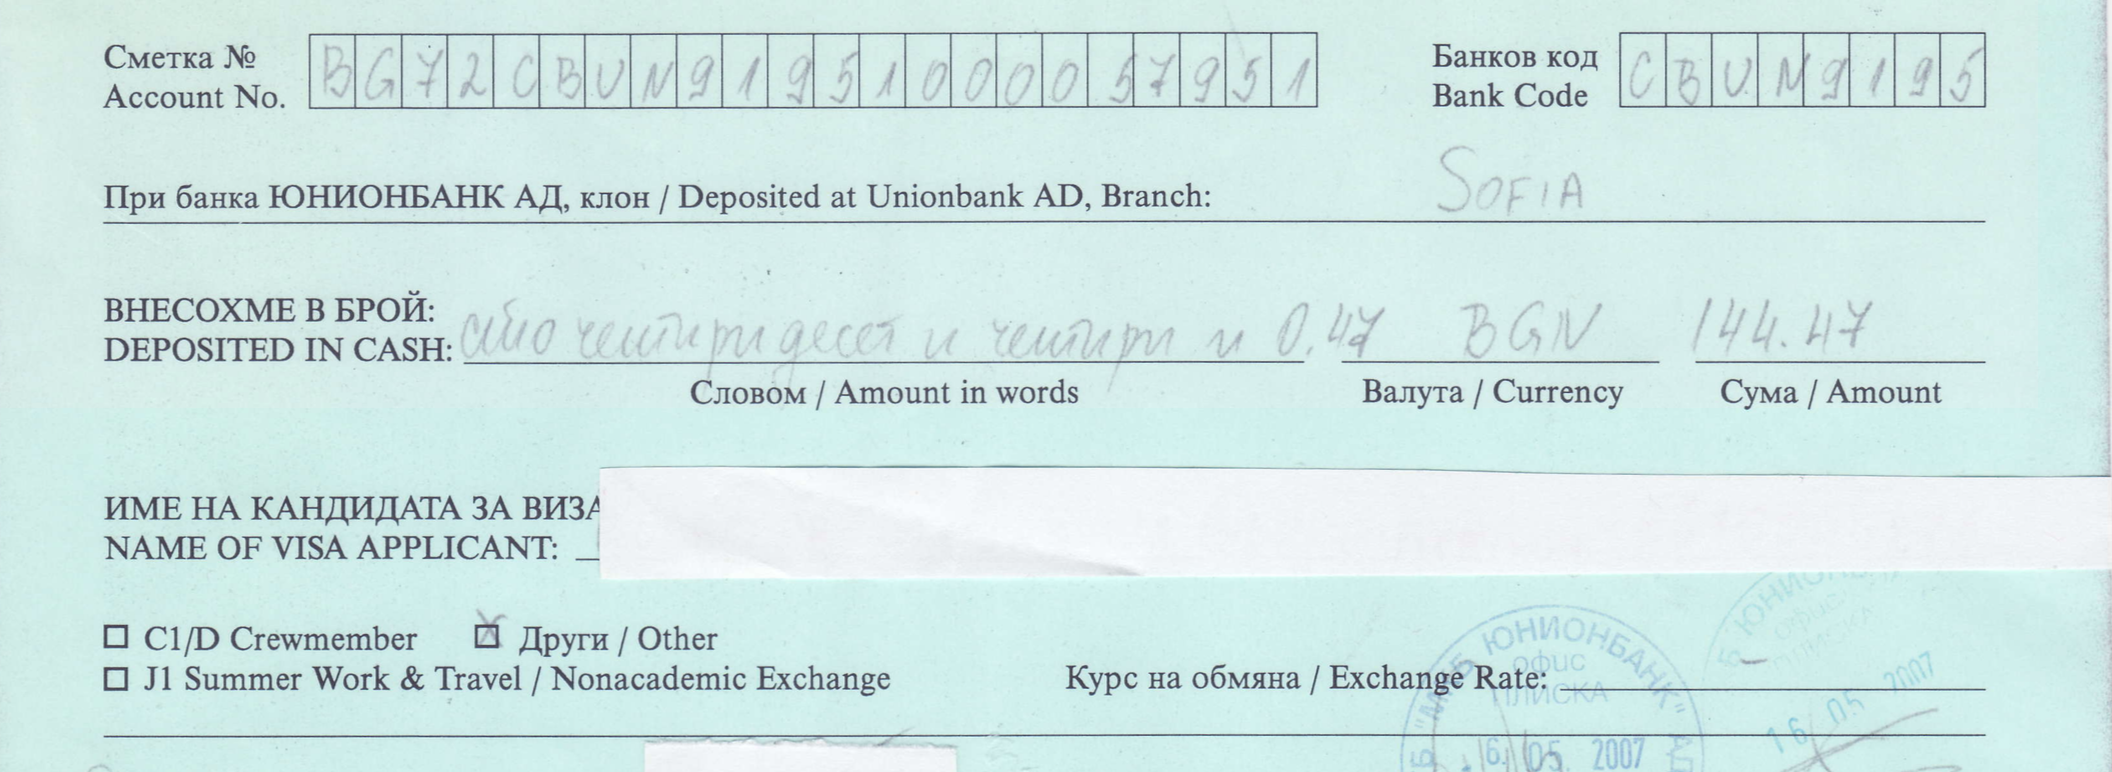 Сметка № BG72CBUN91951000057951 Банков код CBUN9195
Account No. Bank Code
SOFIA
При банка ЮНИОНБАНК АД, клон / Deposited at Unionbank AD, Branch:
ВНЕСОХМЕ В БРОЙ:
DEPOSITED IN CASH: сто четиридесет и четири и 0.47 BGN 144.47
Словом / Amount in words Валута / Currency Сума / Amount
ИМЕ НА КАНДИДАТА ЗА ВИЗА
NAME OF VISA APPLICANT:
C1/D Crewmember X Други / Other
J1 Summer Work & Travel / Nonacademic Exchange Курс на обмяна / Exchange Rate:
"МКБ ЮНИОНБАНК" АД
офис
ПЛИСКА
16. 05. 2007
ЮНИОНБАНК
офис
ПЛИСКА
16 05 2007